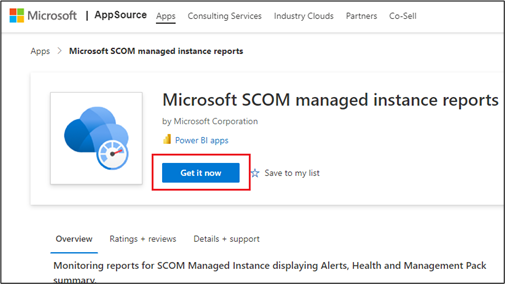 Microsoft | AppSource Apps Consulting Services Industry Clouds Partners Co-Sell
Apps > Microsoft SCOM managed instance reports
Microsoft SCOM managed instance reports
by Microsoft Corporation
Power BI apps
Get it now Save to my list
Overview Ratings + reviews Details + support
Monitoring reports for SCOM Managed Instance displaying Alerts, Health and Management Pack
summary.